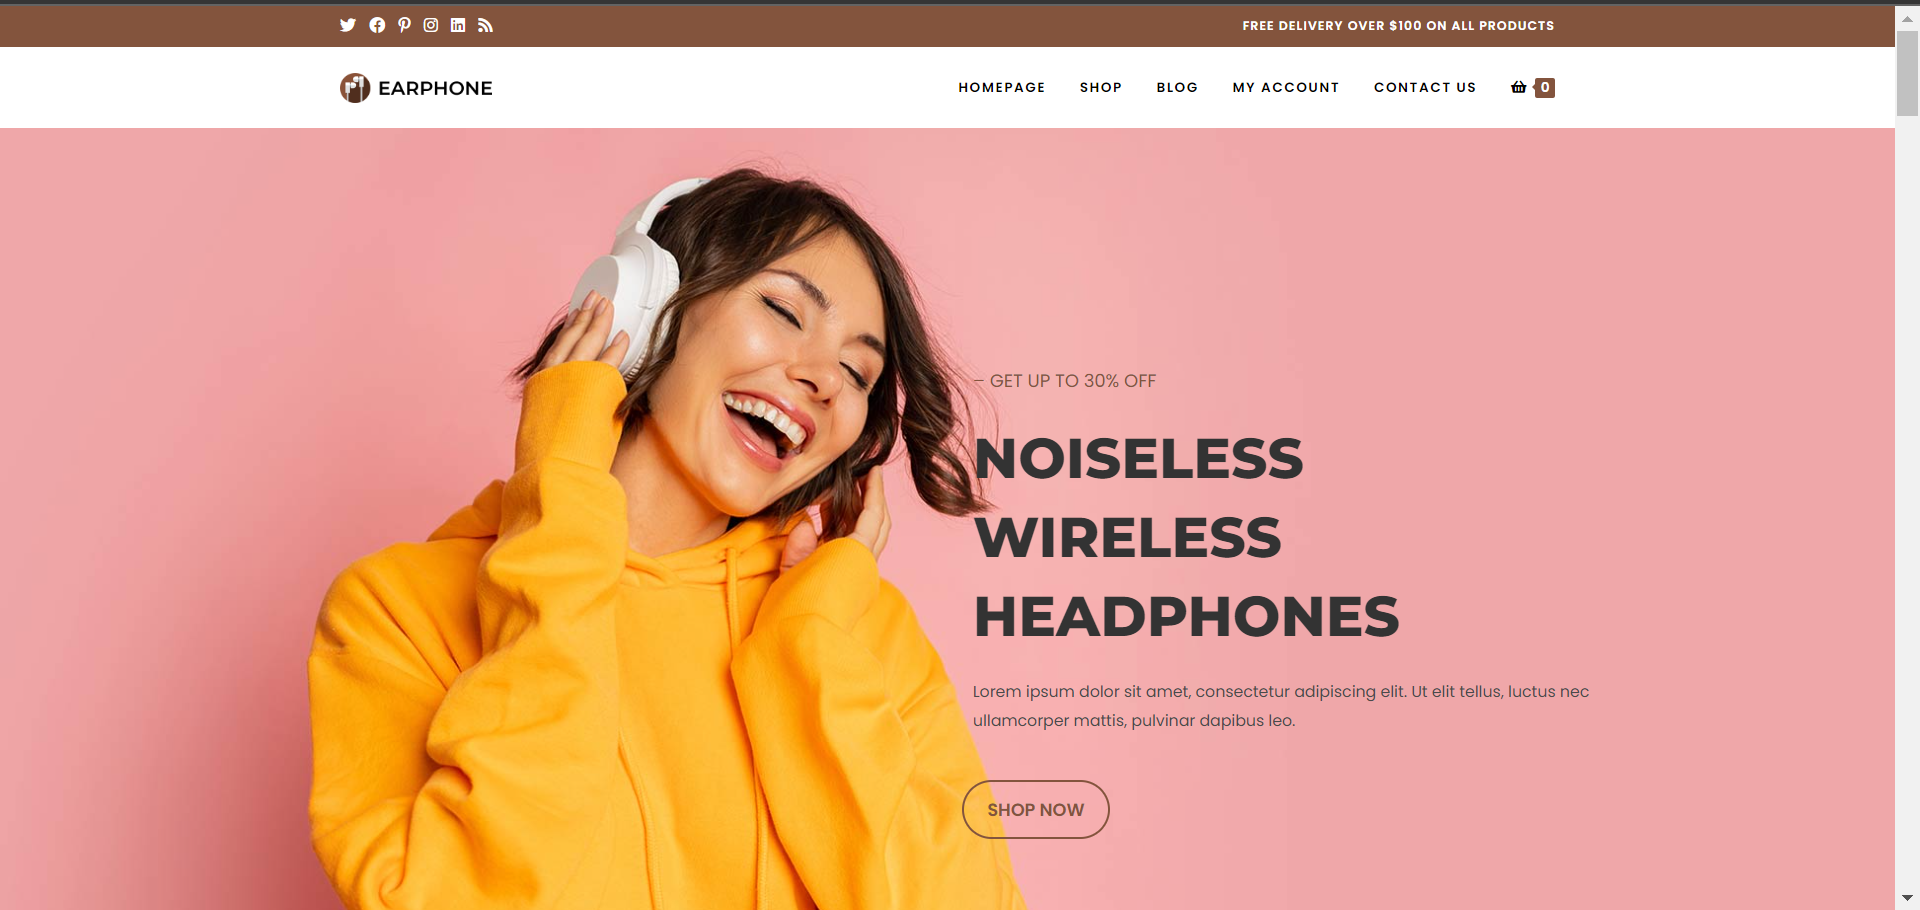 FREE DELIVERY OVER $100 ON ALL PRODUCTS
EARPHONE
HOMEPAGE SHOP BLOG MY ACCOUNT CONTACT US 0
– GET UP TO 30% OFF
NOISELESS
WIRELESS
HEADPHONES
Lorem ipsum dolor sit amet, consectetur adipiscing elit. Ut elit tellus, luctus nec
ullamcorper mattis, pulvinar dapibus leo.
SHOP NOW